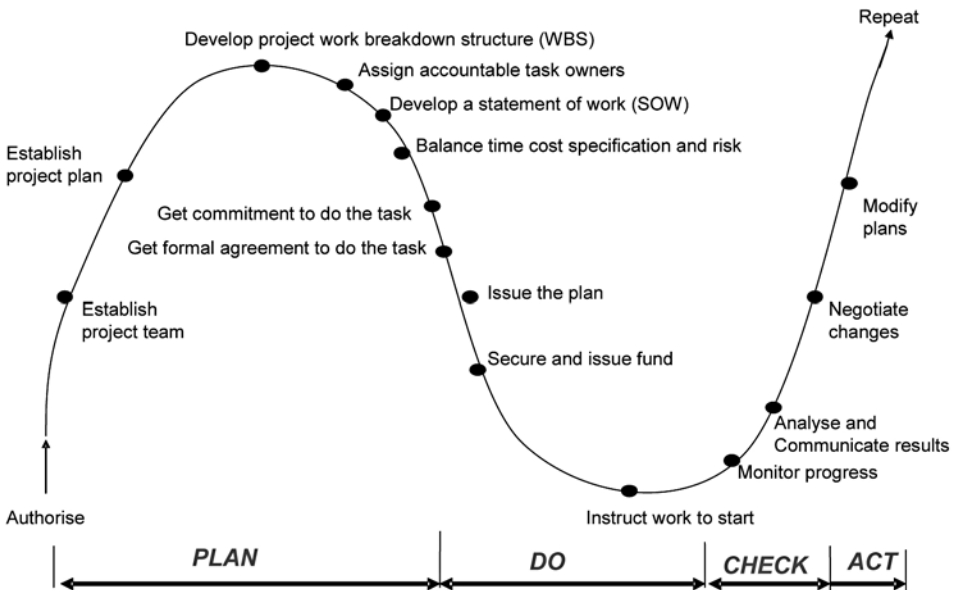 Repeat
Develop project work breakdown structure (WBS)
Assign accountable task owners
Develop a statement of work (SOW)
Balance time cost specification and risk
Establish
project plan
Get commitment to do the task
Modify
plans
Get formal agreement to do the task
Issue the plan
Establish
project team
Negotiate
changes
Secure and issue fund
Analyse and
Communicate results
Monitor progress
Authorise
Instruct work to start
PLAN
DO
CHECK
ACT